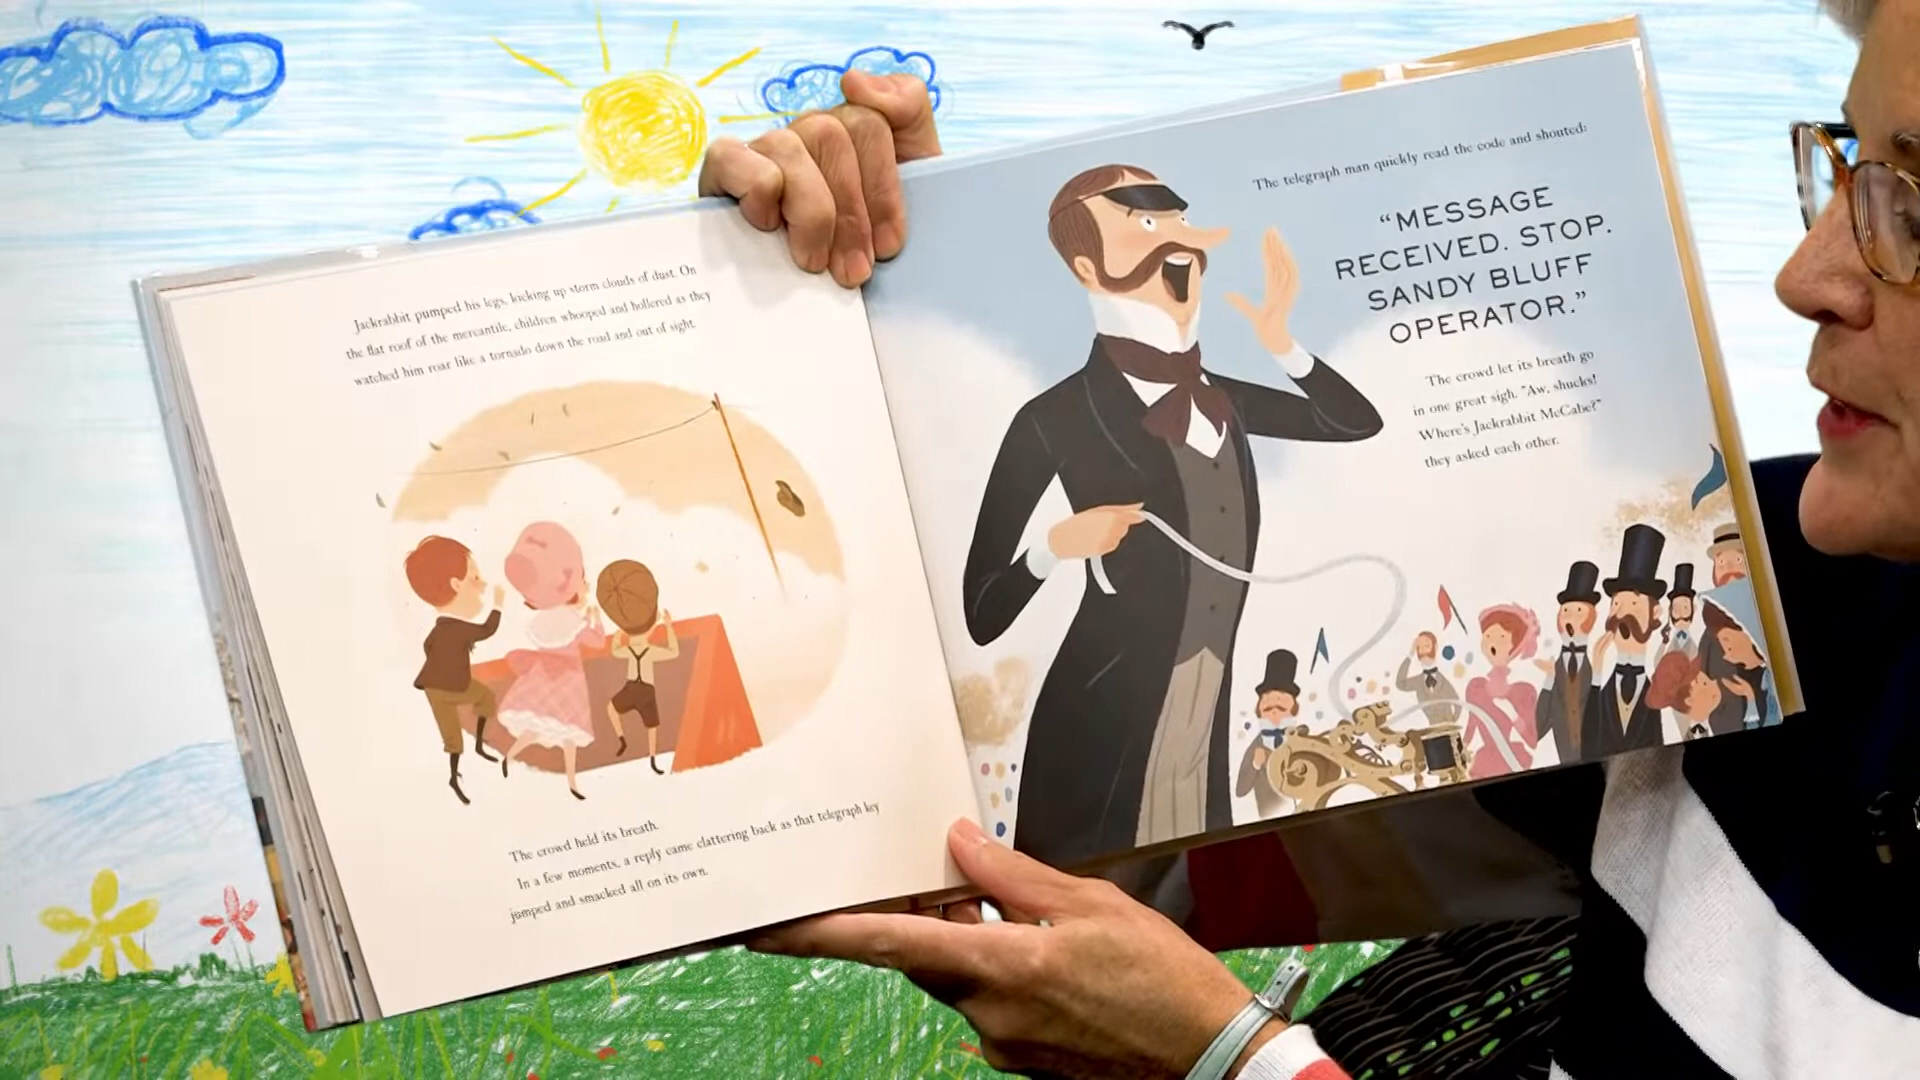 Jackrabbit pumped his legs, kicking up storm clouds of dust. On
the flat roof of the mercantile, children whooped and hollered as they
watched him roar like a tornado down the road and out of sight.
The crowd held its breath.
In a few moments, a reply came clattering back as that telegraph key
jumped and smacked all on its own.
The telegraph man quickly read the code and shouted:
“MESSAGE
RECEIVED. STOP.
SANDY BLUFF
OPERATOR.”
The crowd let its breath go
in one great sigh. “Aw, shucks!
Where’s Jackrabbit McCabe?”
they asked each other.